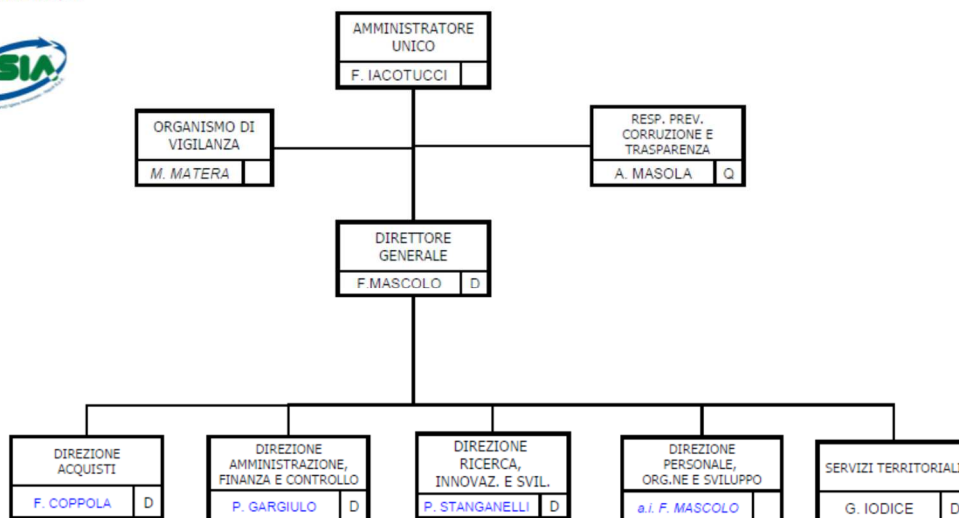 AMMINISTRATORE
UNICO
F. IACOTUCCI
SIA
ORGANISMO DI
VIGILANZA
M. MATERA
RESP. PREV.
CORRUZIONE E
TRASPARENZA
A. MASOLA Q
DIRETTORE
GENERALE
F.MASCOLO D
DIREZIONE
ACQUISTI
F. COPPOLA D
DIREZIONE
AMMINISTRAZIONE,
FINANZA E CONTROLLO
P. GARGIULO D
DIREZIONE
RICERCA,
INNOVAZ. E SVIL.
P. STANGANELLI D
DIREZIONE
PERSONALE,
ORG.NE E SVILUPPO
a.i. F. MASCOLO
SERVIZI TERRITORIALI
G. IODICE D